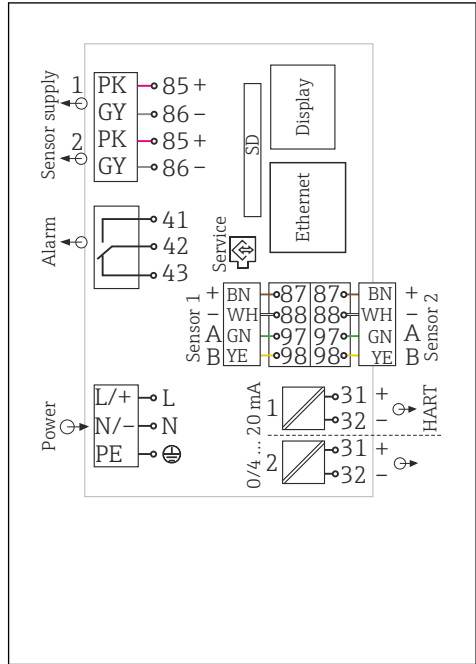 Sensor supply
1
PK
85 +
GY
86 −
2
PK
85 +
GY
86 −
Display
SD
Ethernet
Alarm
41
42
43
Service
Sensor 1
+ BN 87 87 BN +
− WH 88 88 WH −
A GN 97 97 GN A
B YE 98 98 YE B
Sensor 2
Power
L/+ L
N/− N
PE
0/4 ... 20 mA
1
31 +
32 −
HART
2
31 +
32 −